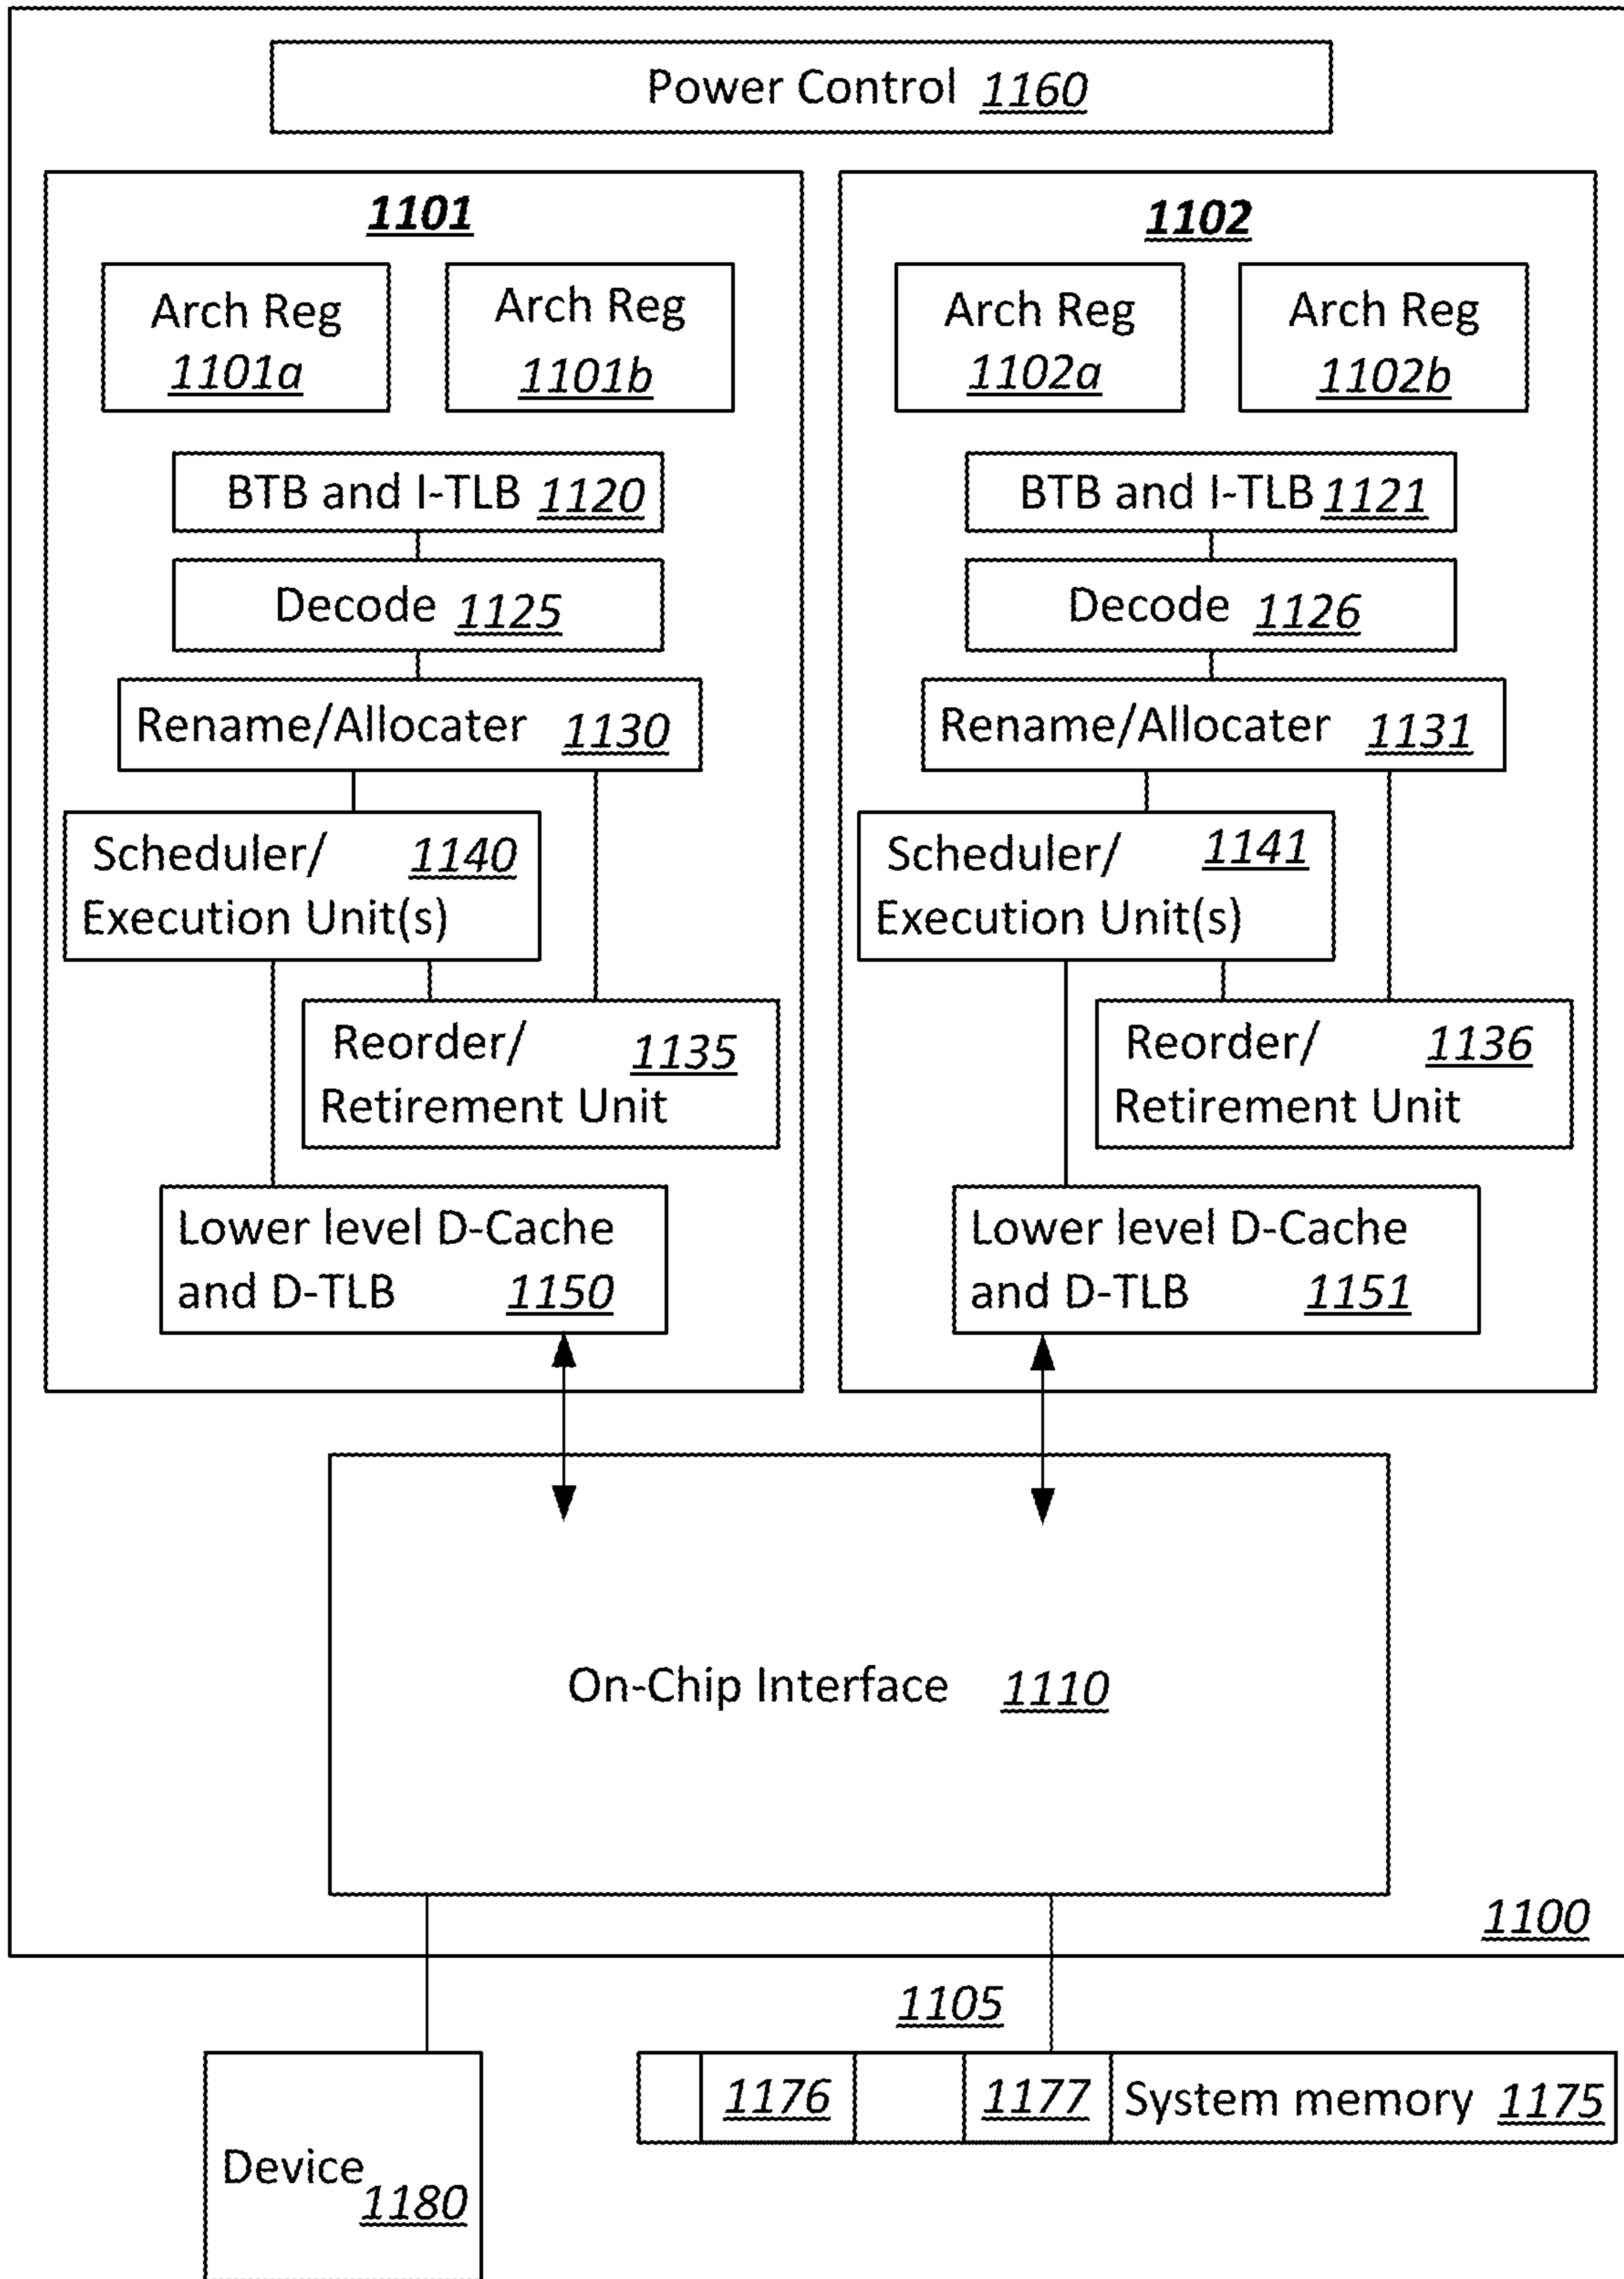 Power Control 1160
1101
Arch Reg
1101a
Arch Reg
1101b
BTB and I-TLB 1120
Decode 1125
Rename/Allocater 1130
Scheduler/ 1140
Execution Unit(s)
Reorder/ 1135
Retirement Unit
Lower level D-Cache
and D-TLB 1150
1102
Arch Reg
1102a
Arch Reg
1102b
BTB and I-TLB 1121
Decode 1126
Rename/Allocater 1131
Scheduler/ 1141
Execution Unit(s)
Reorder/ 1136
Retirement Unit
Lower level D-Cache
and D-TLB 1151
On-Chip Interface 1110
1100
1105
1176 1177 System memory 1175
Device 1180